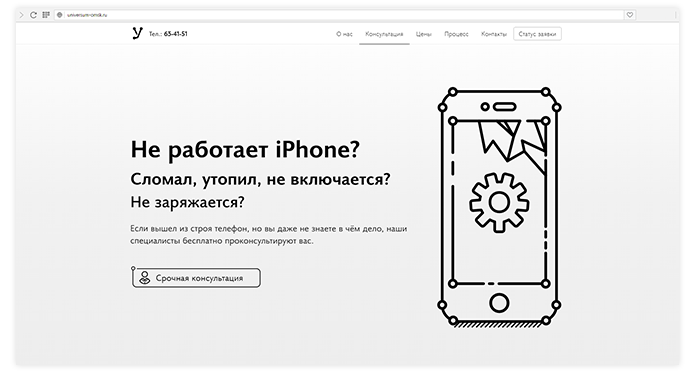 universum-omsk.ru
У Тел.: 63-41-51 О нас Консультация Цены Процесс Контакты Статус заявки
Не работает iPhone?
Сломал, утопил, не включается?
Не заряжается?
Если вышел из строя телефон, но вы даже не знаете в чём дело, наши
специалисты бесплатно проконсультируют вас.
Срочная консультация